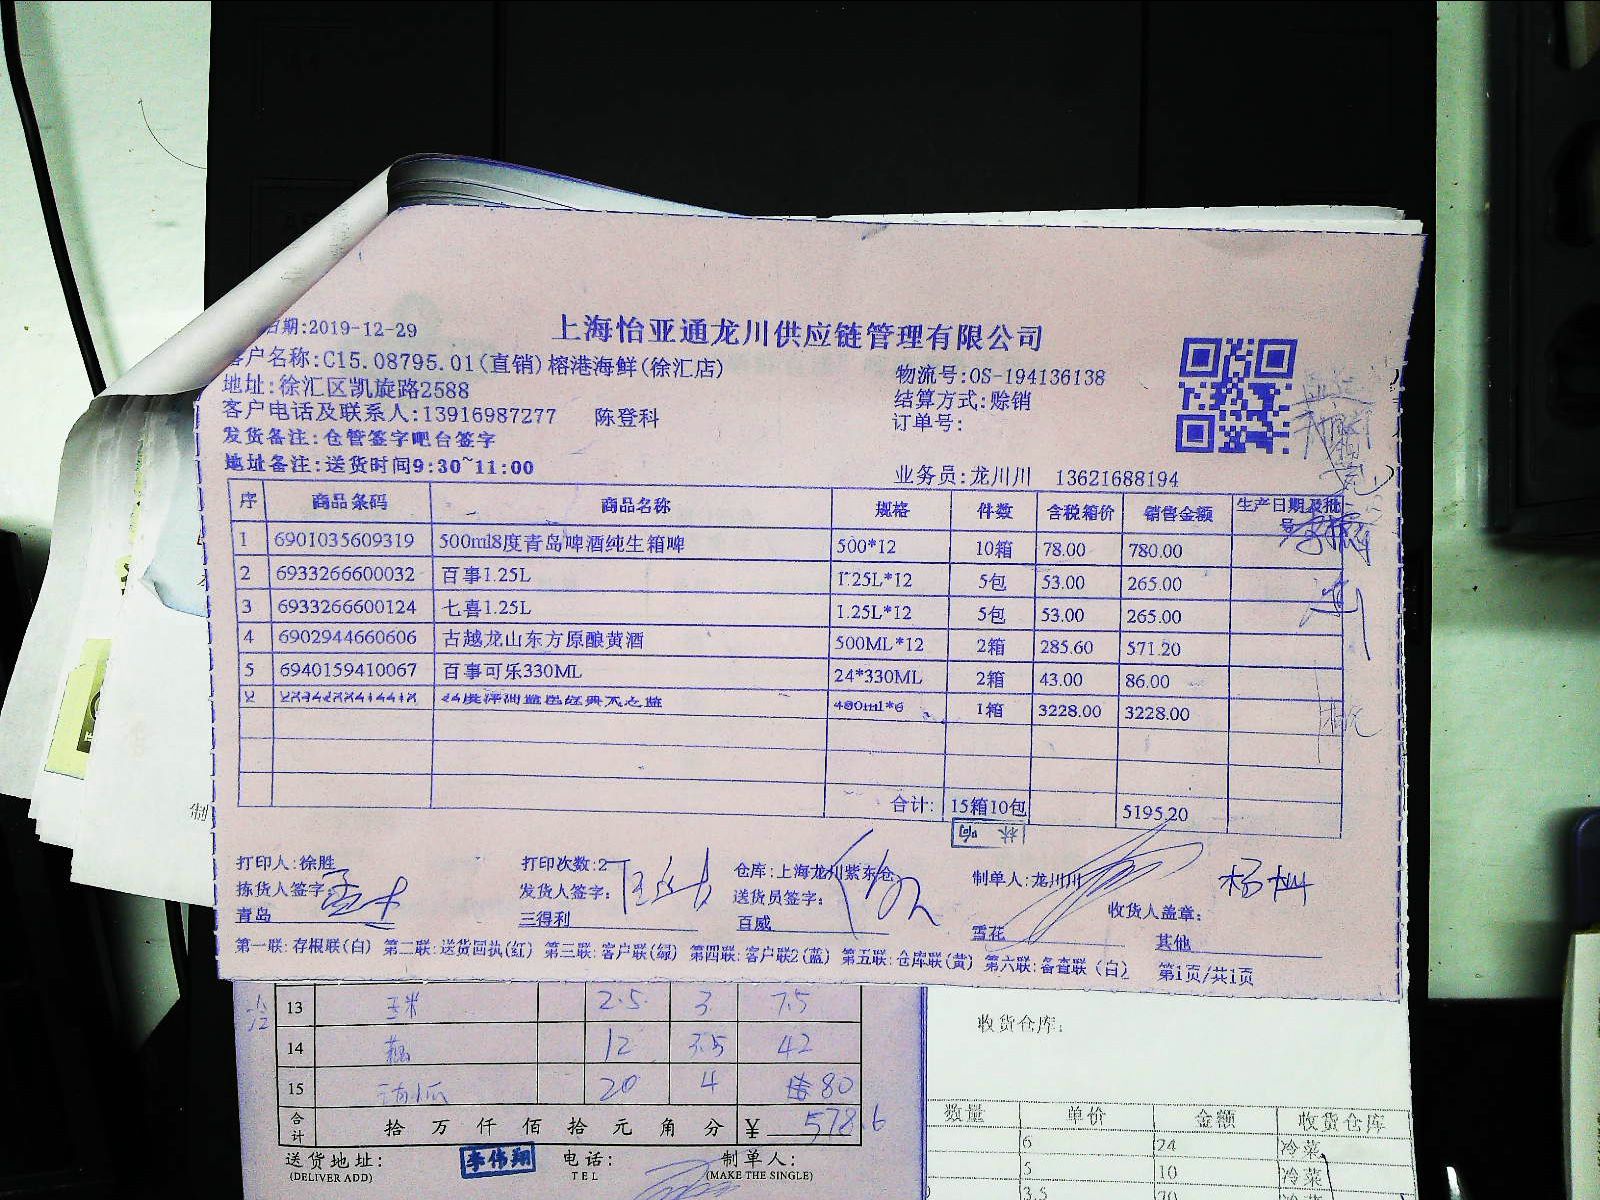 日期:2019-12-29
上海怡亚通龙川供应链管理有限公司
客户名称:C15.08795.01(直销)榕港海鲜(徐汇店)
物流号:OS-194136138
地址:徐汇区凯旋路2588
结算方式:赊销
客户电话及联系人:13916987277 陈登科
订单号:
发货备注:仓管签字吧台签字
地址备注:送货时间9:30~11:00
业务员:龙川川 13621688194
序 商品条码 商品名称 规格 件数 含税箱价 销售金额 生产日期及批号
1 6901035609319 500ml8度青岛啤酒纯生箱啤 500*12 10箱 78.00 780.00
2 6933266600032 百事1.25L 1.25L*12 5包 53.00 265.00
3 6933266600124 七喜1.25L 1.25L*12 5包 53.00 265.00
4 6902944660606 古越龙山东方原酿黄酒 500ML*12 2箱 285.60 571.20
5 6940159410067 百事可乐330ML 24*330ML 2箱 43.00 86.00
480ml*6 1箱 3228.00 3228.00
合计: 15箱10包 5195.20
打印人:徐胜 打印次数:2 仓库:上海龙川紫东仓 制单人:龙川川 杨灿
拣货人签字: 发货人签字: 送货员签字: 收货人盖章:
青岛 三得利 百威 雪花 其他
第一联:存根联(白) 第二联:送货回执(红) 第三联:客户联(绿) 第四联:客户联2(蓝) 第五联:仓库联(黄) 第六联:备查联(白) 第1页/共1页
13 玉米 2.5 3 7.5
14 12 3.5 42
15 20 4 80
合计 拾 万 仟 佰 拾 元 角 分 ¥ 578.6
送货地址: 李伟翔 电话: 制单人:
(DELIVER ADD) TEL (MAKE THE SINGLE)
收货仓库:
数量 单价 金额 收货仓库
6 24 冷菜
5 10 冷菜
3.5
制